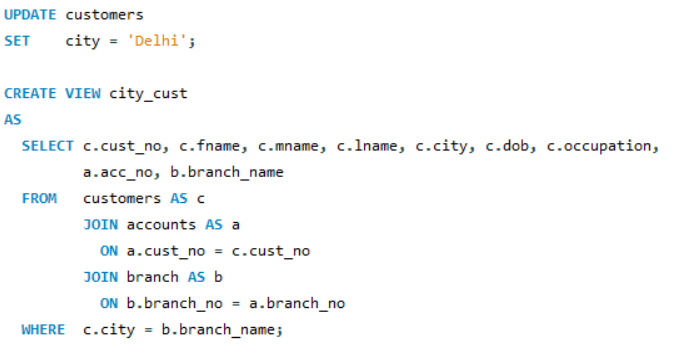 UPDATE customers
SET city = 'Delhi';
CREATE VIEW city_cust
AS
SELECT c.cust_no, c.fname, c.mname, c.lname, c.city, c.dob, c.occupation,
a.acc_no, b.branch_name
FROM customers AS c
JOIN accounts AS a
ON a.cust_no = c.cust_no
JOIN branch AS b
ON b.branch_no = a.branch_no
WHERE c.city = b.branch_name;